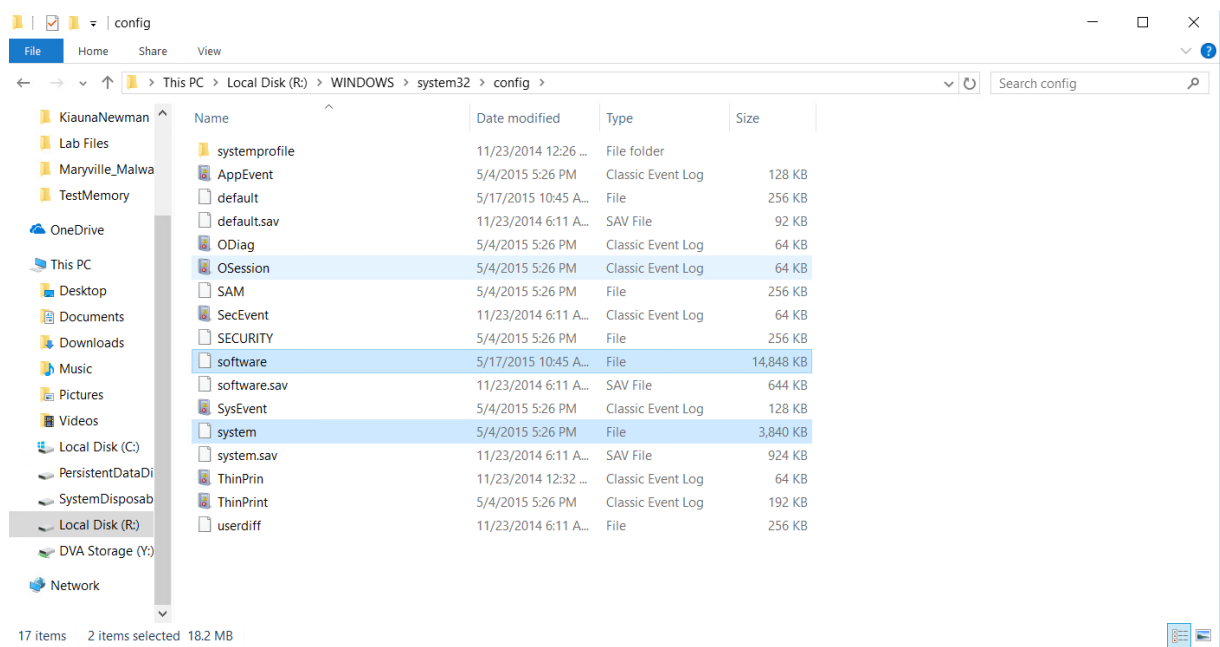 config
File Home Share View
This PC > Local Disk (R:) > WINDOWS > system32 > config >
Search config
KiaunaNewman
Lab Files
Maryville_Malwa
TestMemory
OneDrive
This PC
Desktop
Documents
Downloads
Music
Pictures
Videos
Local Disk (C:)
PersistentDataDi
SystemDisposab
Local Disk (R:)
DVA Storage (Y:)
Network
Name Date modified Type Size
systemprofile 11/23/2014 12:26 ... File folder
AppEvent 5/4/2015 5:26 PM Classic Event Log 128 KB
default 5/17/2015 10:45 A... File 256 KB
default.sav 11/23/2014 6:11 A... SAV File 92 KB
ODiag 5/4/2015 5:26 PM Classic Event Log 64 KB
OSession 5/4/2015 5:26 PM Classic Event Log 64 KB
SAM 5/4/2015 5:26 PM File 256 KB
SecEvent 11/23/2014 6:11 A... Classic Event Log 64 KB
SECURITY 5/4/2015 5:26 PM File 256 KB
software 5/17/2015 10:45 A... File 14,848 KB
software.sav 11/23/2014 6:11 A... SAV File 644 KB
SysEvent 5/4/2015 5:26 PM Classic Event Log 128 KB
system 5/4/2015 5:26 PM File 3,840 KB
system.sav 11/23/2014 6:11 A... SAV File 924 KB
ThinPrin 11/23/2014 12:32 ... Classic Event Log 64 KB
ThinPrint 5/4/2015 5:26 PM Classic Event Log 192 KB
userdiff 11/23/2014 6:11 A... File 256 KB
17 items 2 items selected 18.2 MB